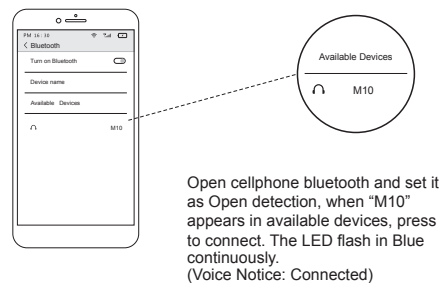 PM 16:30
< Bluetooth
Turn on Bluetooth
Device name
Available Devices
M10
Available Devices
M10
Open cellphone bluetooth and set it
as Open detection, when “M10”
appears in available devices, press
to connect. The LED flash in Blue
continuously.
(Voice Notice: Connected)